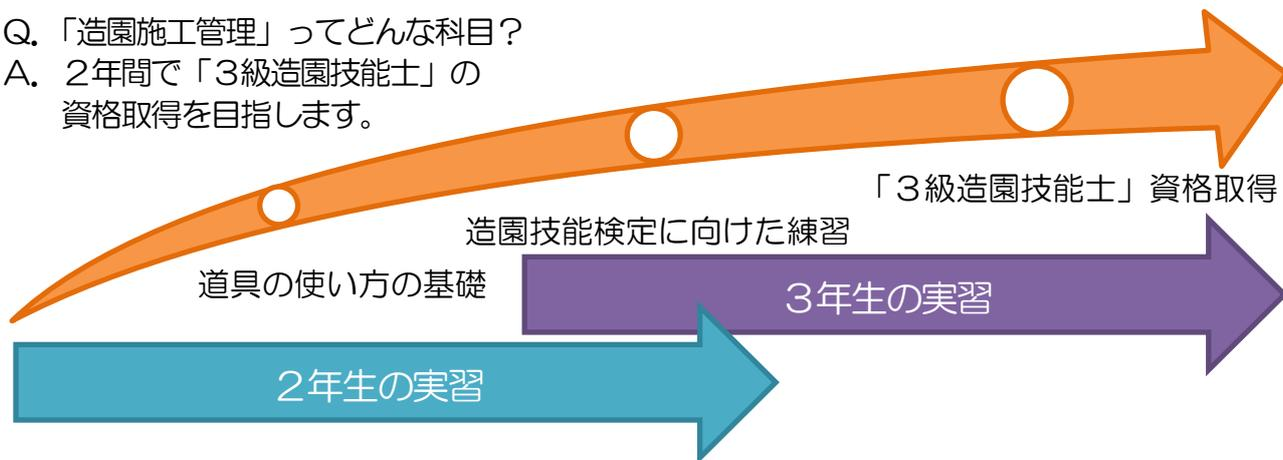 Q.「造園施工管理」ってどんな科目？
A．２年間で「３級造園技能士」の
資格取得を目指します。
「３級造園技能士」資格取得
造園技能検定に向けた練習
道具の使い方の基礎
３年生の実習
２年生の実習